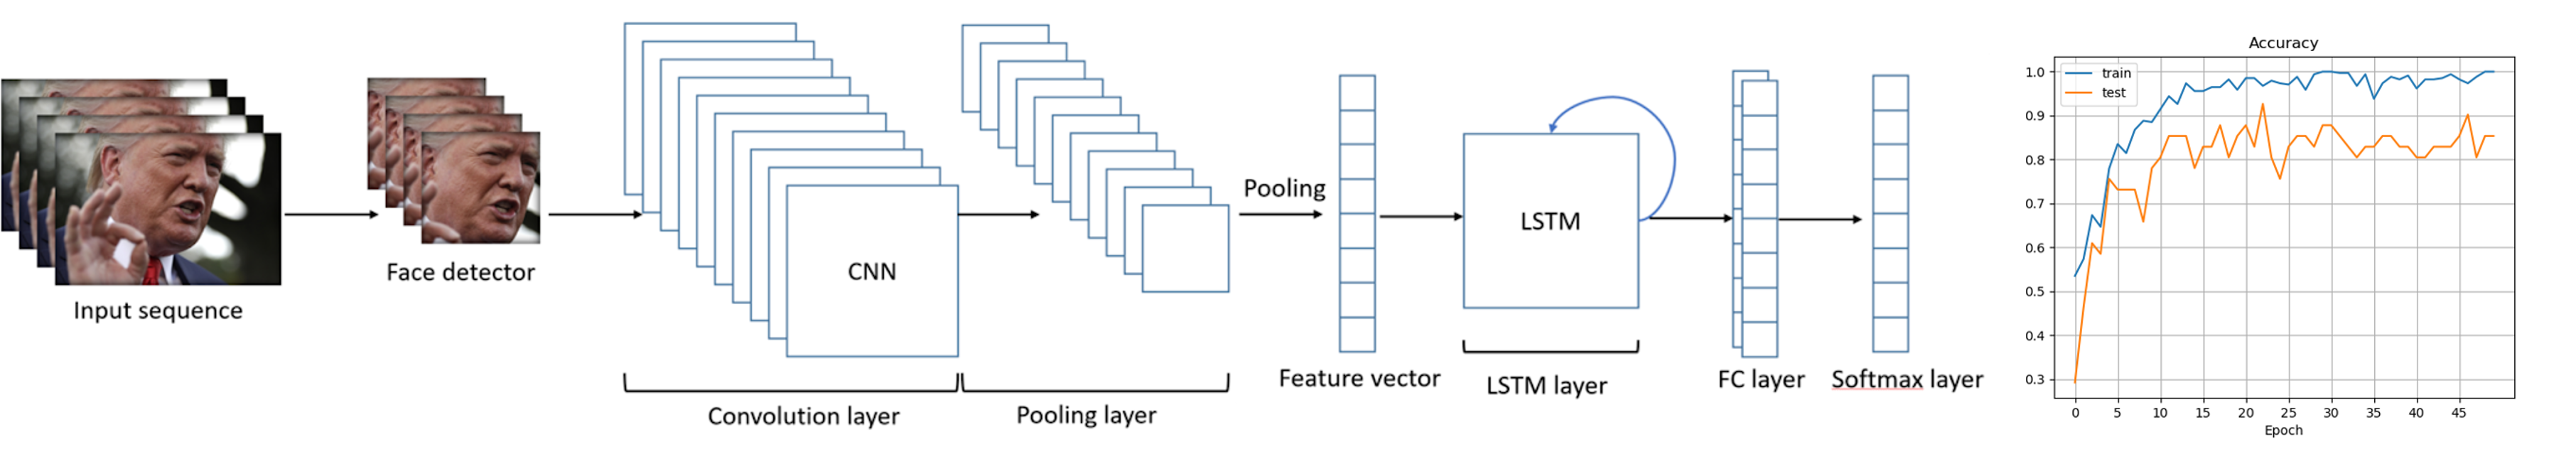 Input sequence
Face detector
CNN
Convolution layer
Pooling layer
Pooling
Feature vector
LSTM
LSTM layer
FC layer
Softmax layer
Accuracy
train
test
1.0
0.9
0.8
0.7
0.6
0.5
0.4
0.3
0 5 10 15 20 25 30 35 40 45
Epoch